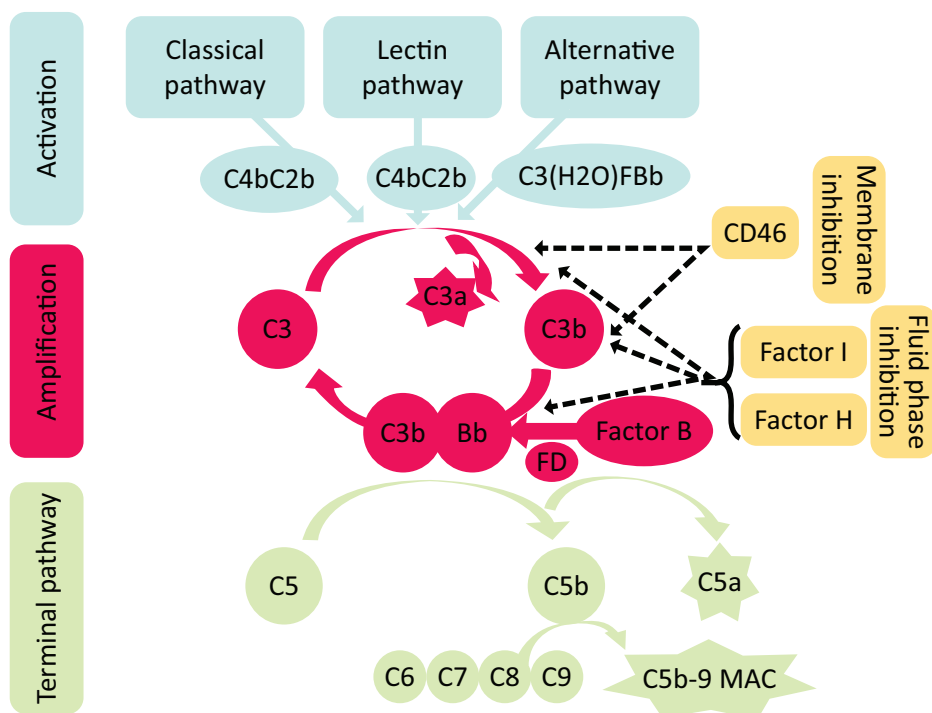 Activation
Classical
pathway
Lectin
pathway
Alternative
pathway
C4bC2b
C4bC2b
C3(H2O)FBb
CD46
Membrane
inhibition
Amplification
C3
C3a
C3b
Factor I
Factor H
Fluid phase
inhibition
C3b
Bb
Factor B
FD
Terminal pathway
C5
C5b
C5a
C6
C7
C8
C9
C5b-9 MAC